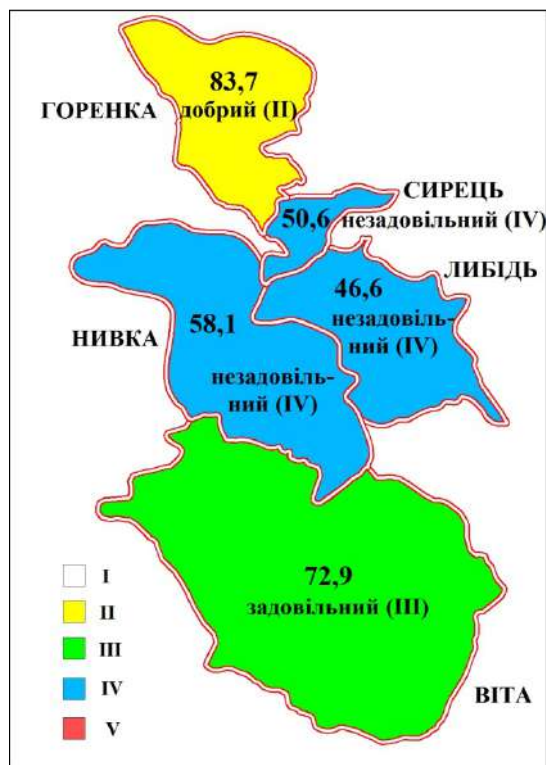 83,7
добрий (II)
ГОРЕНКА
СИРЕЦЬ
50,6 незадовільний (IV)
ЛИБІДЬ
46,6
незадовіль-
ний (IV)
58,1
НИВКА
незадовіль-
ний (IV)
72,9
задовільний (III)
I
II
III
IV
V
ВІТА